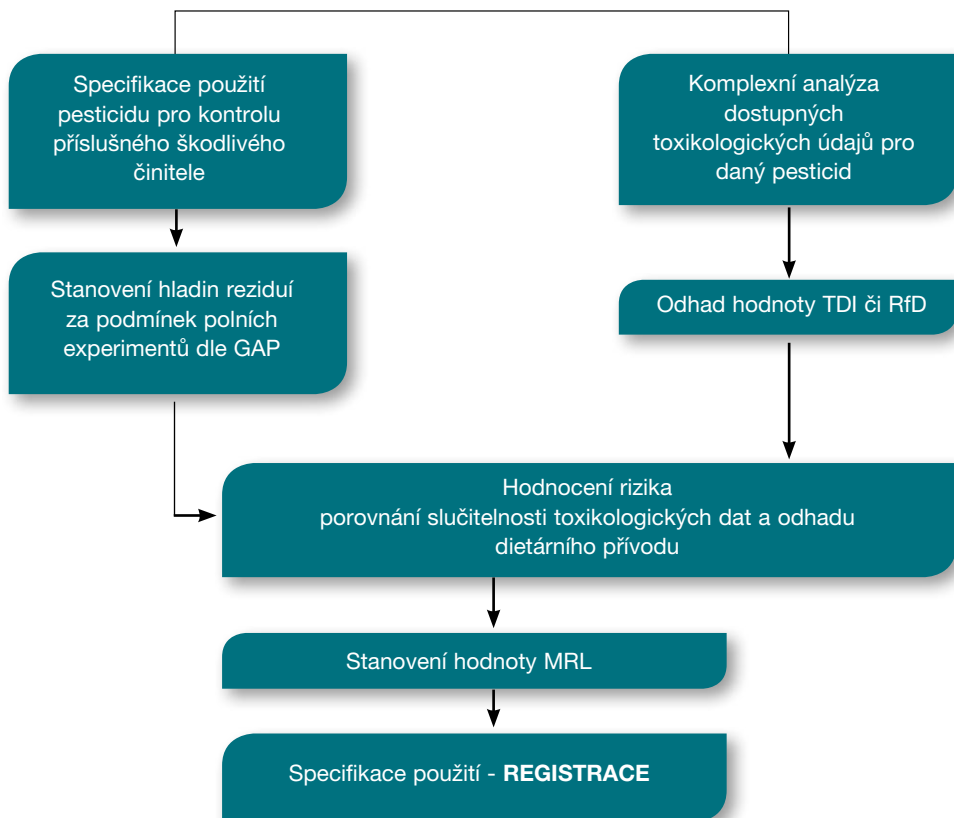 Specifikace použití
pesticidu pro kontrolu
příslušného škodlivého
činitele
Komplexní analýza
dostupných
toxikologických údajů pro
daný pesticid
Stanovení hladin reziduí
za podmínek polních
experimentů dle GAP
Odhad hodnoty TDI či RfD
Hodnocení rizika
porovnání slučitelnosti toxikologických dat a odhadu
dietárního přívodu
Stanovení hodnoty MRL
Specifikace použití - REGISTRACE